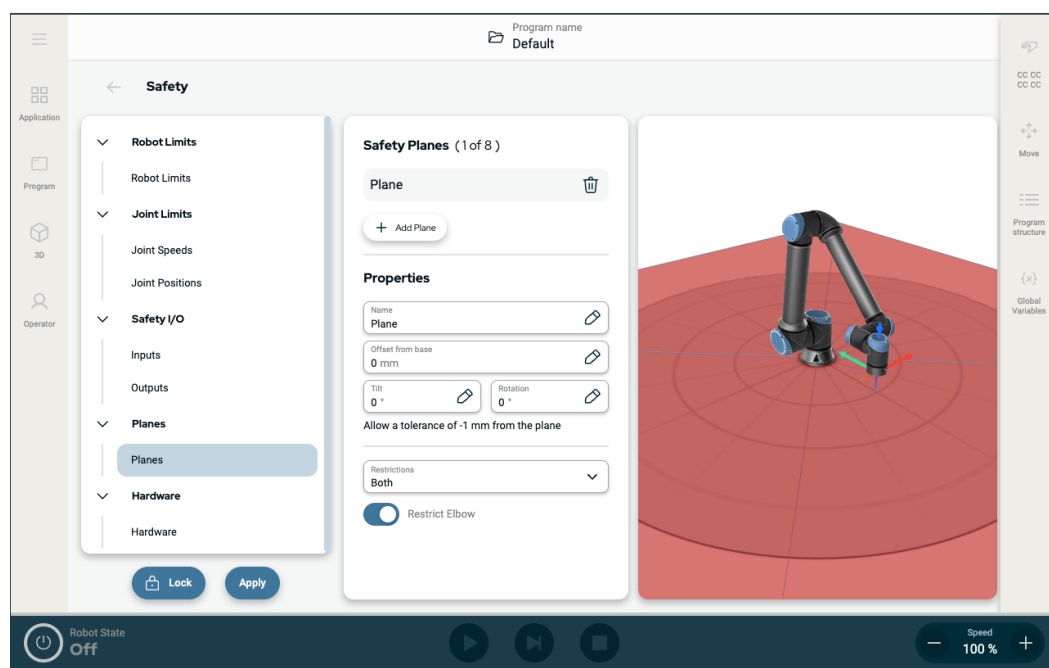 Program name
Default
Safety
CC CC
CC CC
Application
Program
3D
Operator
Robot Limits
Robot Limits
Joint Limits
Joint Speeds
Joint Positions
Safety I/O
Inputs
Outputs
Planes
Planes
Hardware
Hardware
Lock
Apply
Safety Planes (1 of 8)
Plane
+ Add Plane
Properties
Name
Plane
Offset from base
0 mm
Tilt
0 °
Rotation
0 °
Allow a tolerance of -1 mm from the plane
Restrictions
Both
Restrict Elbow
Move
Program
structure
{x}
Global
Variables
Robot State
Off
Speed
100 %